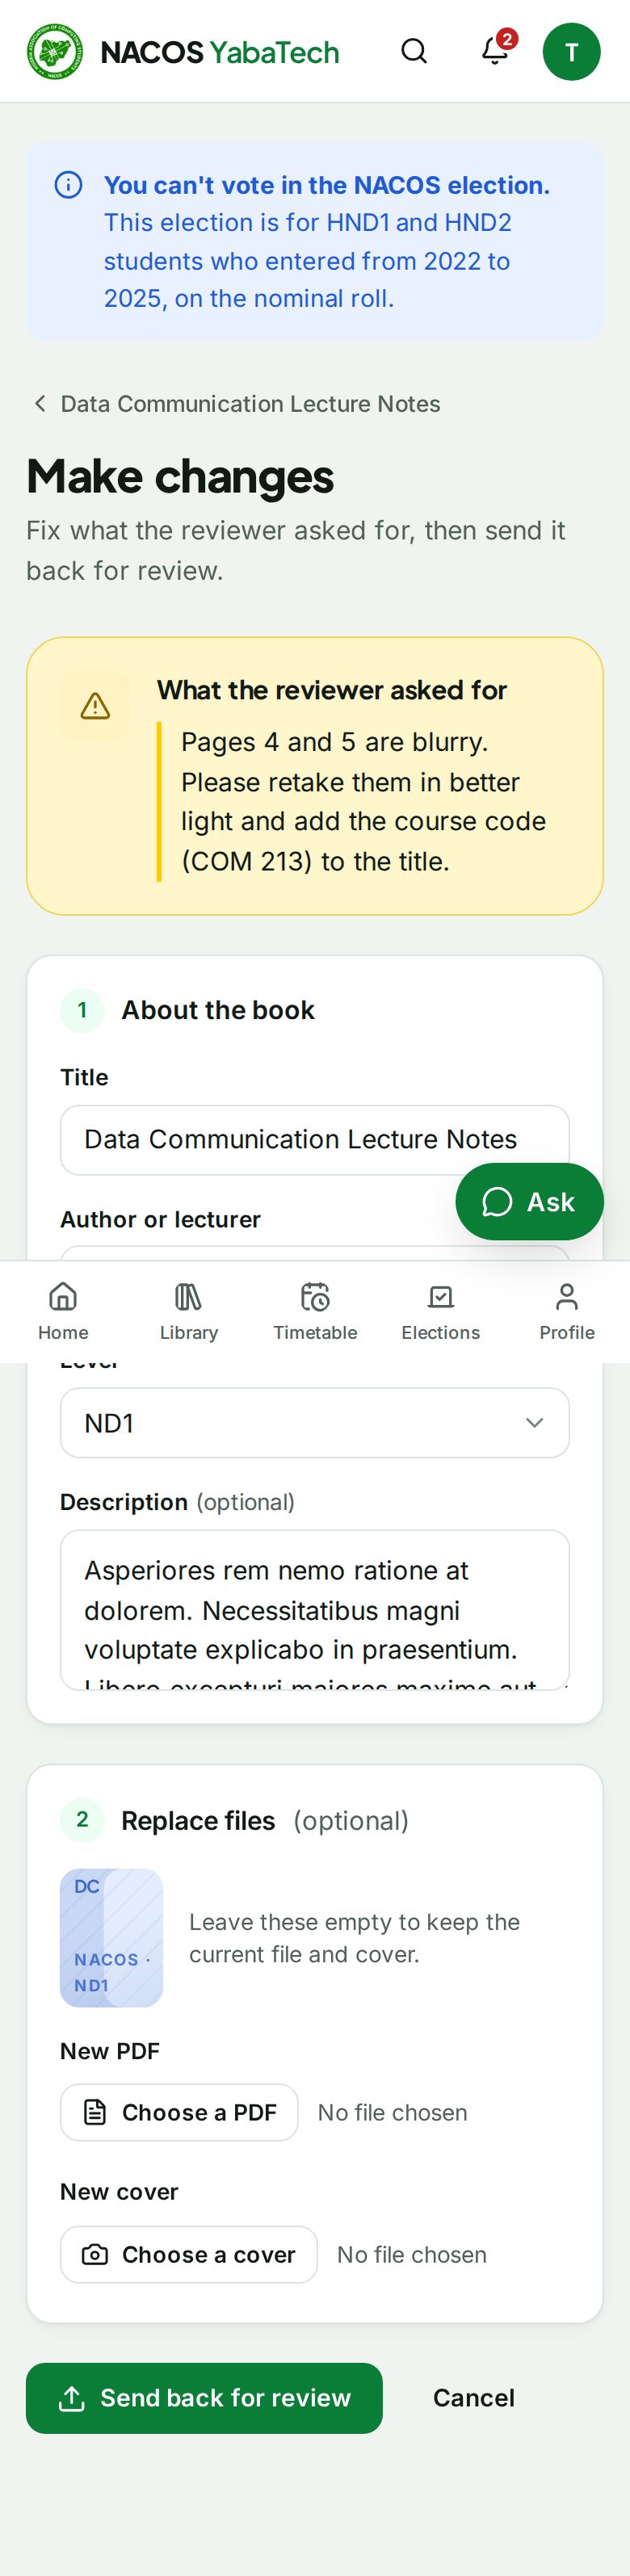 NACOS YabaTech
2
T
You can't vote in the NACOS election.
This election is for HND1 and HND2
students who entered from 2022 to
2025, on the nominal roll.
Data Communication Lecture Notes
Make changes
Fix what the reviewer asked for, then send it
back for review.
What the reviewer asked for
Pages 4 and 5 are blurry.
Please retake them in better
light and add the course code
(COM 213) to the title.
1 About the book
Title
Data Communication Lecture Notes
Author or lecturer
Ask
Home Library Timetable Elections Profile
Level
ND1
Description (optional)
Asperiores rem nemo ratione at
dolorem. Necessitatibus magni
voluptate explicabo in praesentium.
Libero excepturi maiores maxime aut
2 Replace files (optional)
DC
NACOS ·
ND1
Leave these empty to keep the
current file and cover.
New PDF
Choose a PDF No file chosen
New cover
Choose a cover No file chosen
Send back for review Cancel